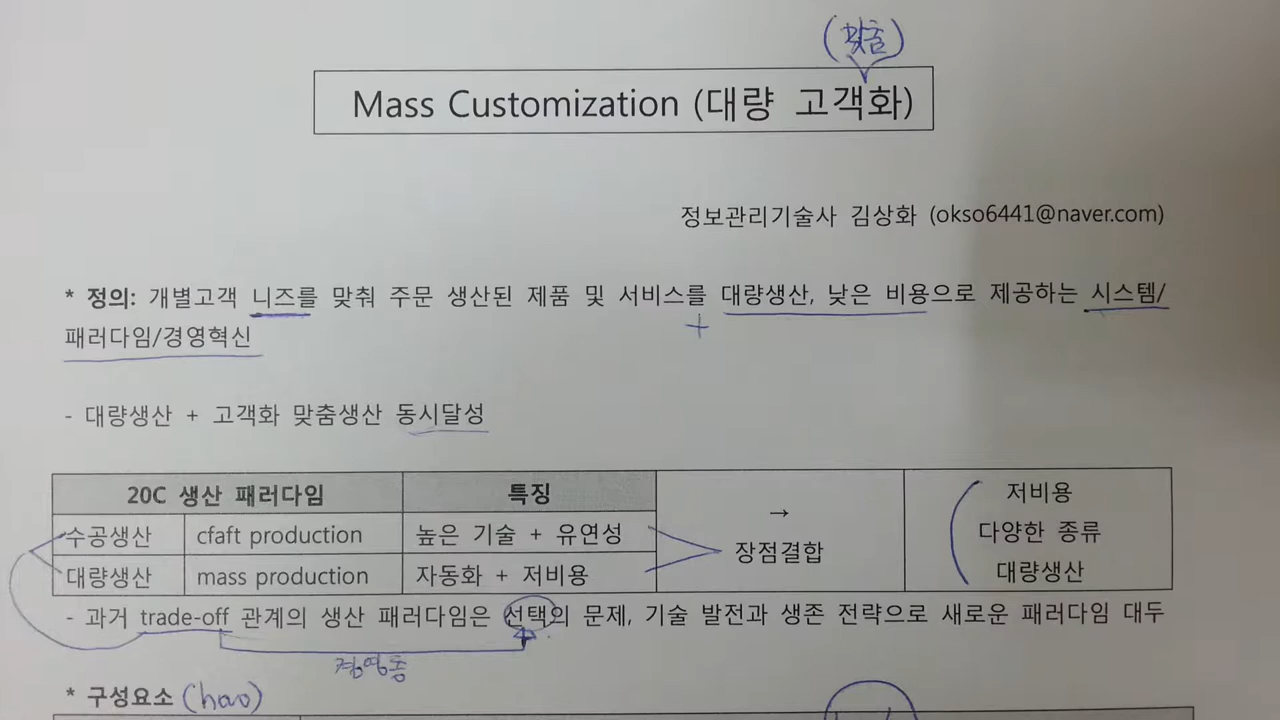 (맞춤)
Mass Customization (대량 고객화)
정보관리기술사 김상화 (okso6441@naver.com)
* 정의: 개별고객 니즈를 맞춰 주문 생산된 제품 및 서비스를 대량생산, 낮은 비용으로 제공하는 시스템/
+
패러다임/경영혁신
- 대량생산 + 고객화 맞춤생산 동시달성
20C 생산 패러다임 특징 → 저비용
수공생산 cfaft production 높은 기술 + 유연성 장점결합 다양한 종류
대량생산 mass production 자동화 + 저비용 대량생산
- 과거 trade-off 관계의 생산 패러다임은 선택의 문제, 기술 발전과 생존 전략으로 새로운 패러다임 대두
* 구성요소 (how)